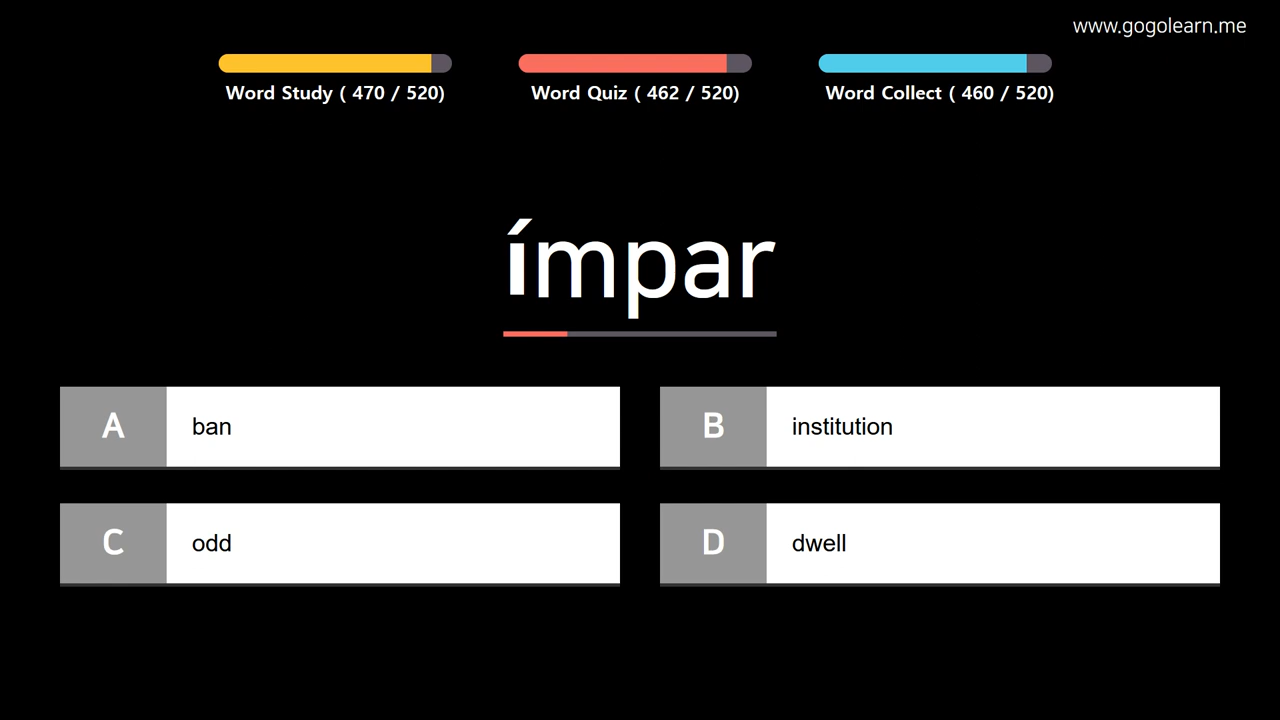 www.gogolearn.me
Word Study ( 470 / 520)
Word Quiz ( 462 / 520)
Word Collect ( 460 / 520)
ímpar
A
ban
B
institution
C
odd
D
dwell